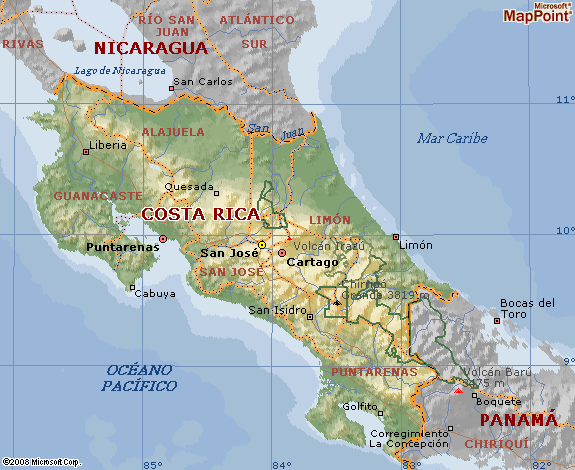 Microsoft®
MapPoint®
RÍO SAN
JUAN
ATLÁNTICO
SUR
RIVAS
NICARAGUA
Lago de Nicaragua
San Carlos
11°
ALAJUELA
San Juan
Mar Caribe
Liberia
GUANACASTE
Quesada
COSTA RICA
LIMÓN
10°
Puntarenas
San José
Volcán Irazú
Limón
Cartago
SAN JOSÉ
Chirripó
Grande 3819 m
Cabuya
San Isidro
Bocas del
Toro
OCÉANO
PACÍFICO
PUNTARENAS
Volcán Barú
3475 m
9°
Boquete
Golfito
PANAMÁ
Corregimiento
La Concepción
CHIRIQUÍ
©2008 Microsoft Corp.
85°
84°
83°